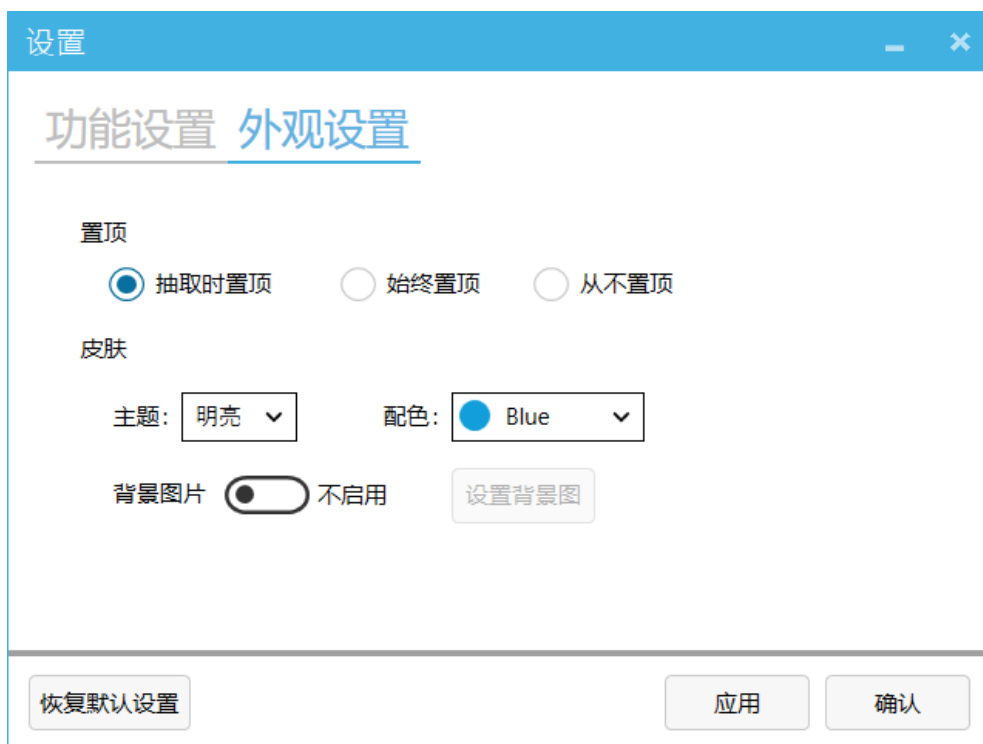 设置
功能设置 外观设置
置顶
抽取时置顶 始终置顶 从不置顶
皮肤
主题: 明亮 配色: Blue
背景图片 不启用 设置背景图
恢复默认设置 应用 确认